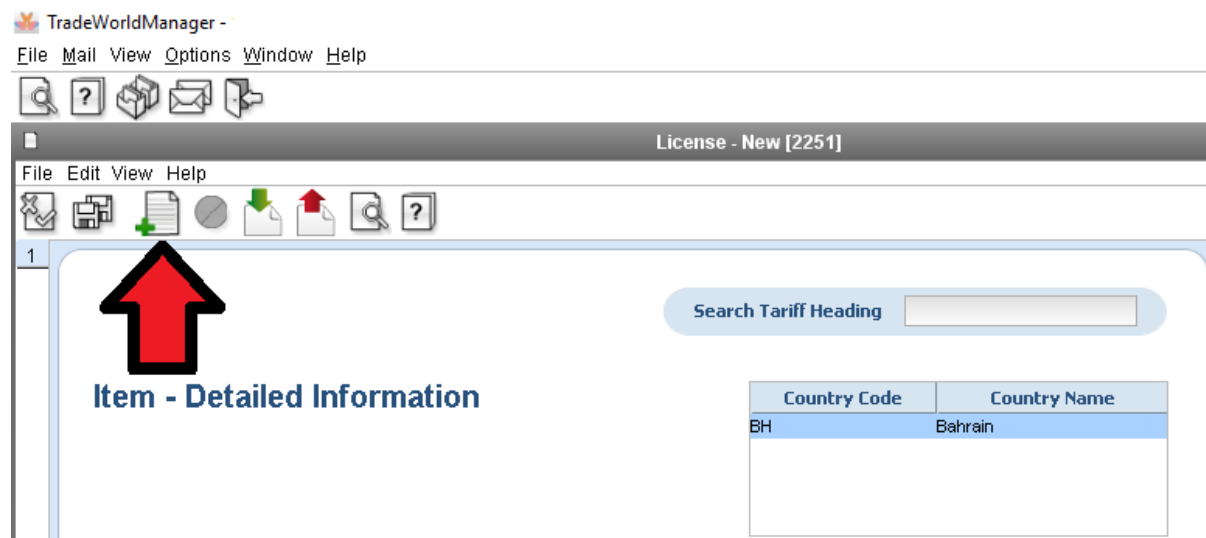 TradeWorldManager -
File Mail View Options Window Help
License - New [2251]
File Edit View Help
1
Search Tariff Heading
Item - Detailed Information
Country Code Country Name
BH Bahrain